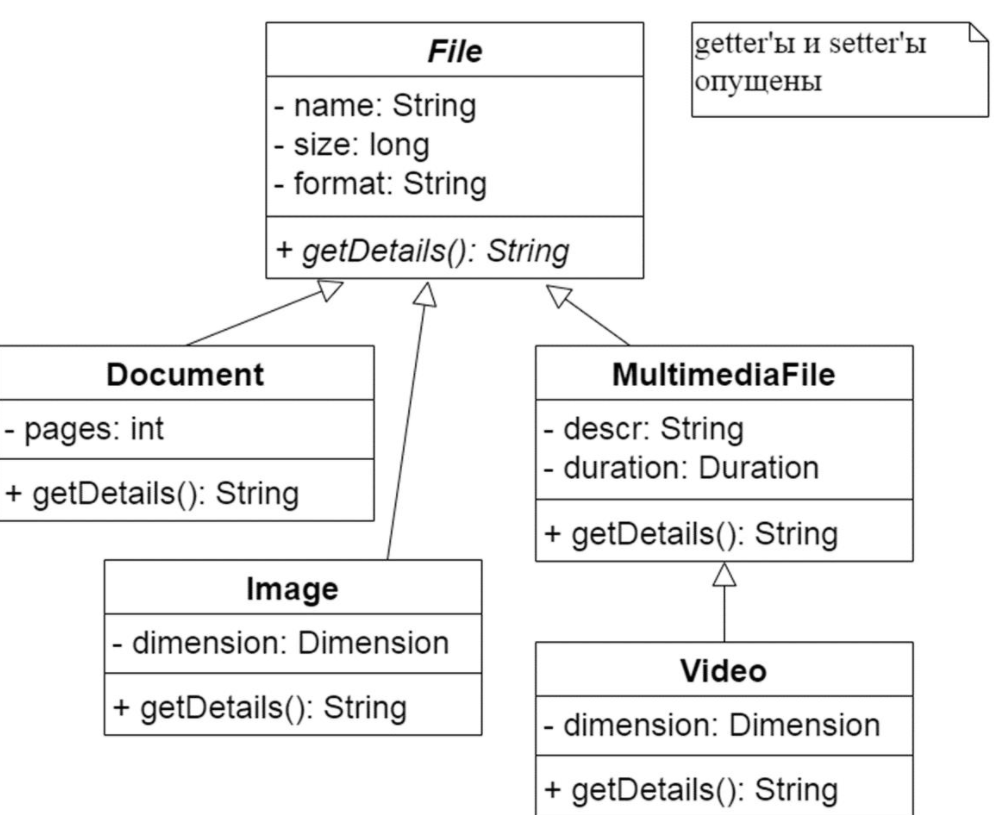 File
- name: String
- size: long
- format: String
+ getDetails(): String
getter'ы и setter'ы
опущены
Document
- pages: int
+ getDetails(): String
Image
- dimension: Dimension
+ getDetails(): String
MultimediaFile
- descr: String
- duration: Duration
+ getDetails(): String
Video
- dimension: Dimension
+ getDetails(): String